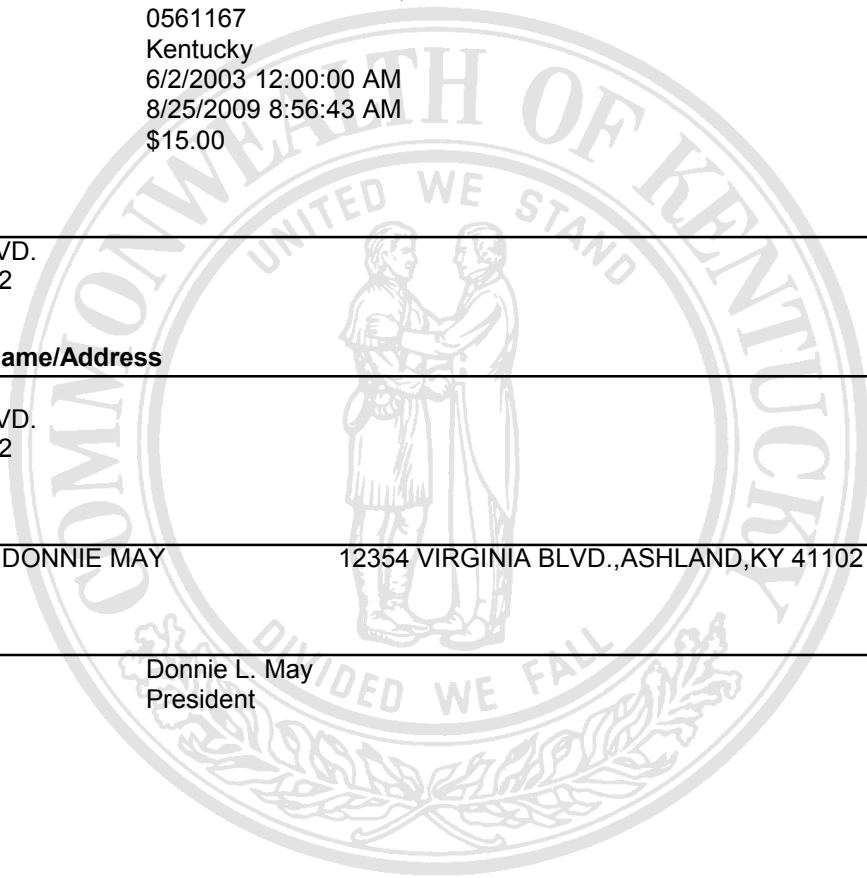 0561167
Kentucky
6/2/2003 12:00:00 AM
8/25/2009 8:56:43 AM
$15.00
COMMONWEALTH OF KENTUCKY
UNITED WE STAND
VD.
2
ame/Address
VD.
2
DONNIE MAY 12354 VIRGINIA BLVD.,ASHLAND,KY 41102
Donnie L. May
President
DIVIDED WE FALL